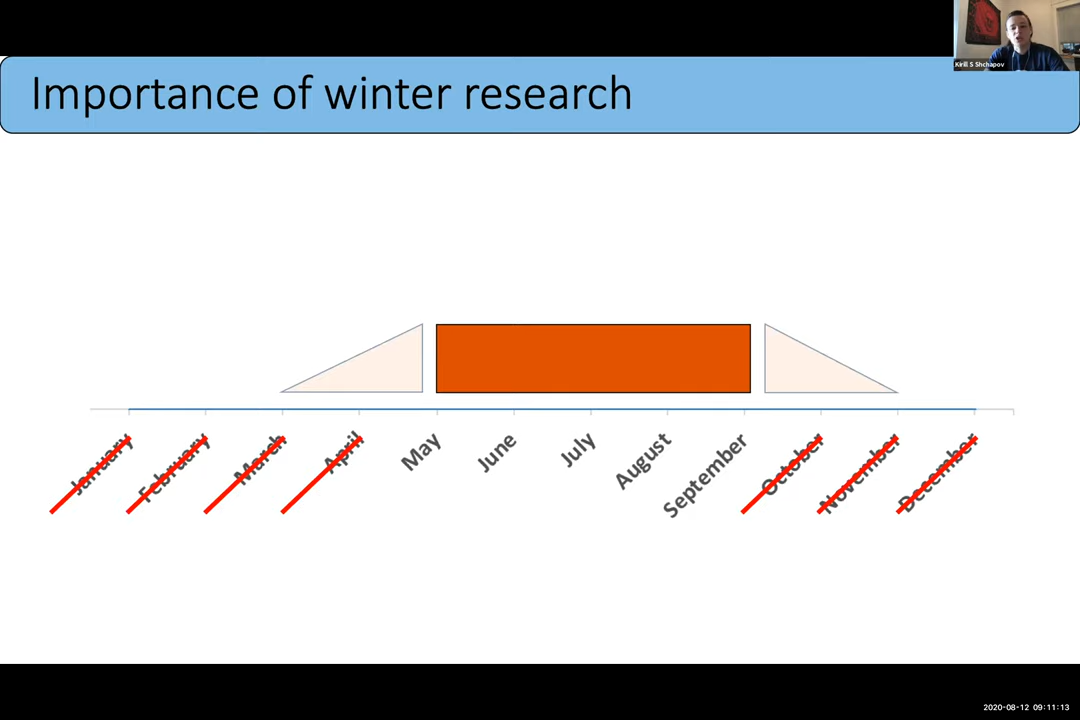 Kirill S Shchapov
Importance of winter research
January
February
March
April
May
June
July
August
September
October
November
December
2020-08-12 09:11:13